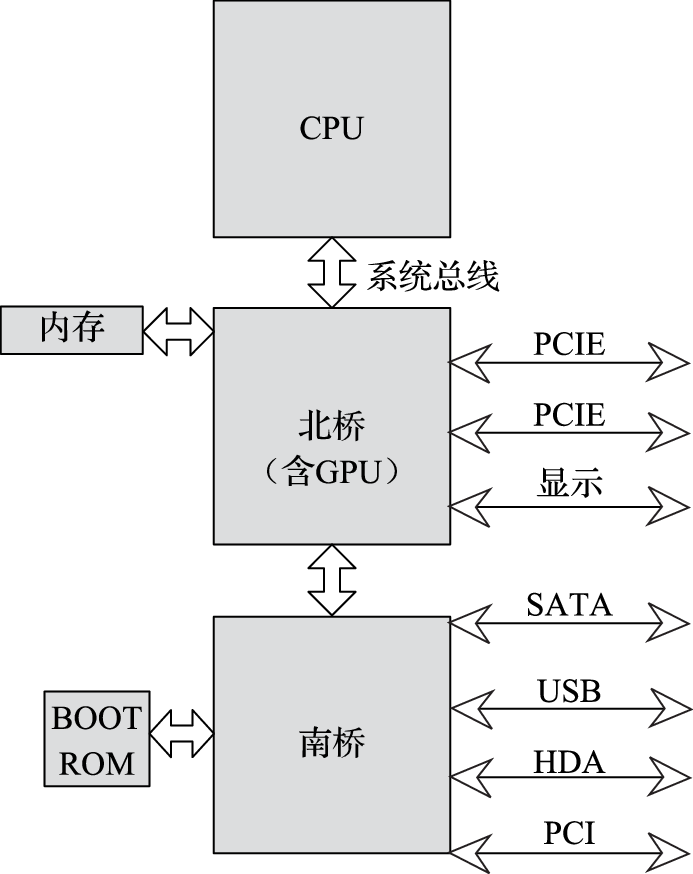 CPU
系统总线
内存
PCIE
PCIE
北桥
（含GPU）
显示
SATA
USB
BOOT
ROM
南桥
HDA
PCI